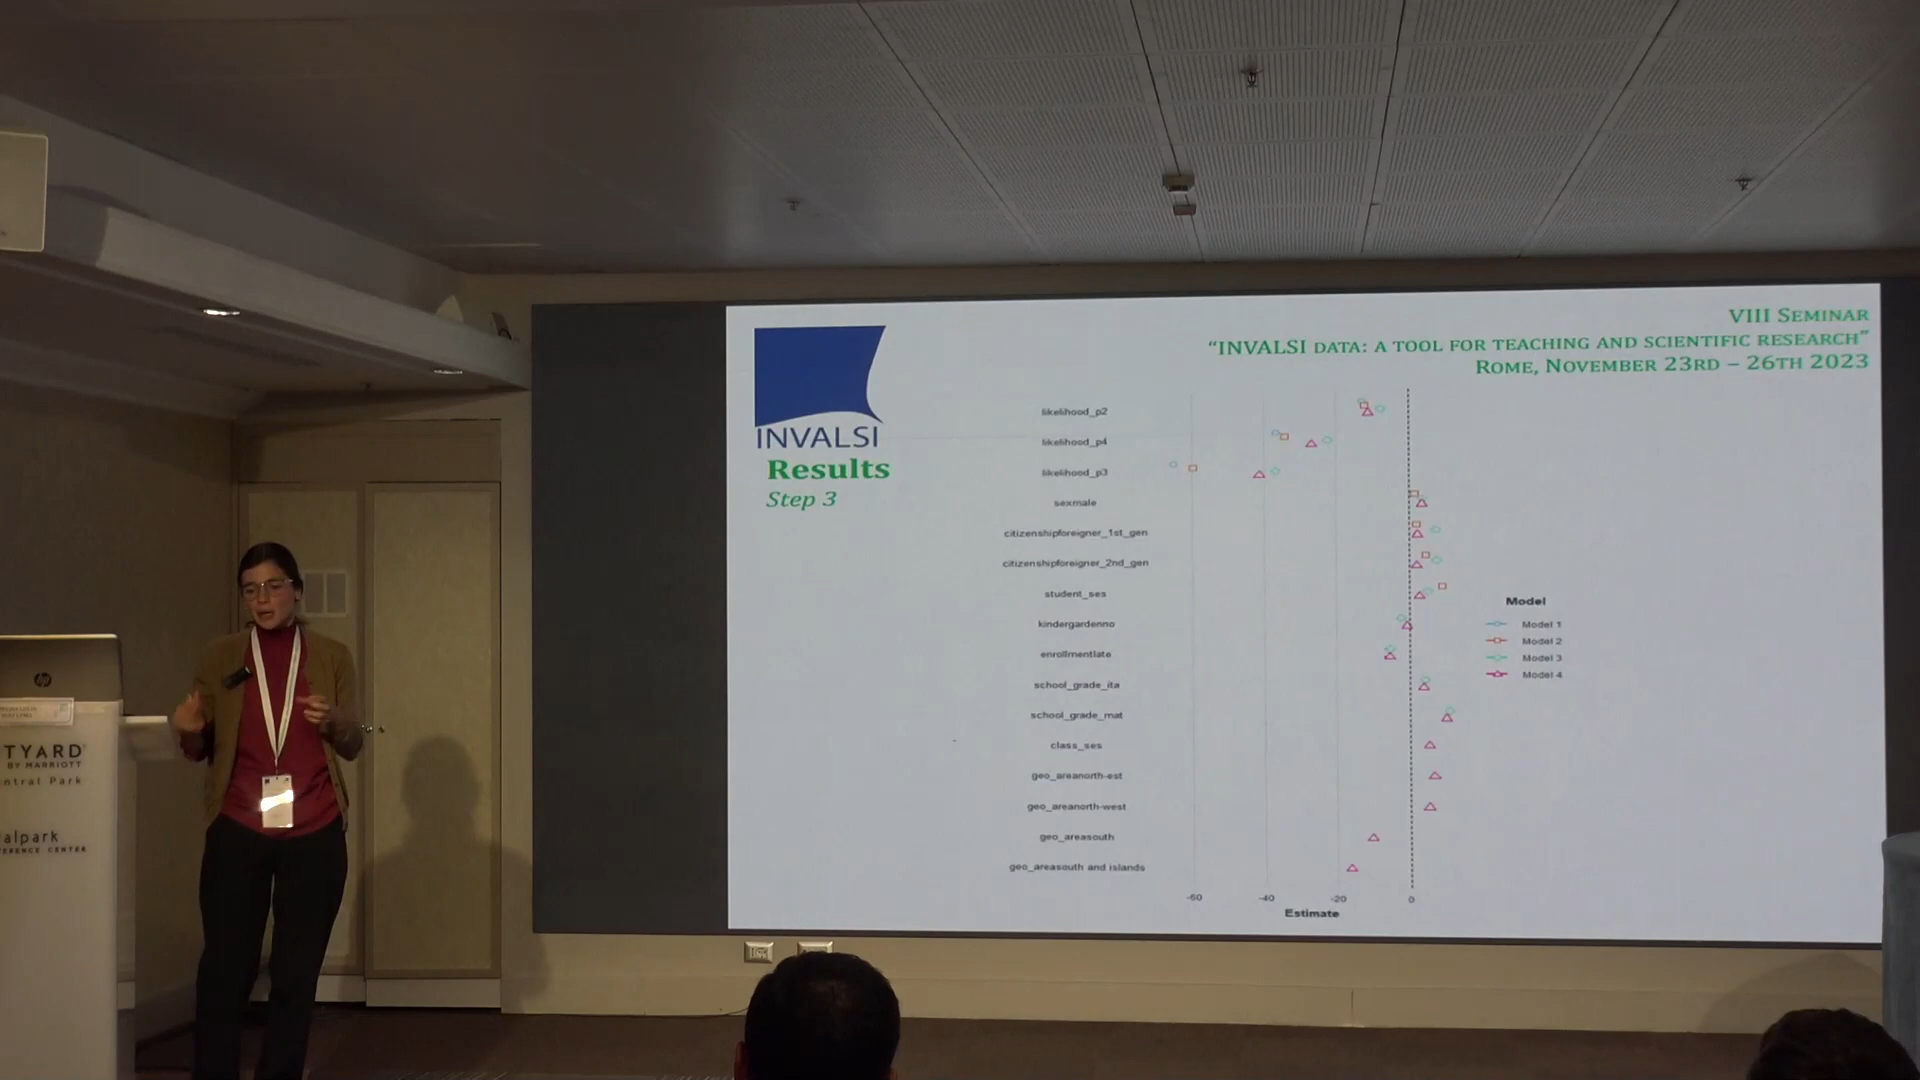 VIII SEMINAR
“INVALSI DATA: A TOOL FOR TEACHING AND SCIENTIFIC RESEARCH”
ROME, NOVEMBER 23RD – 26TH 2023
INVALSI
Results
Step 3
likelihood_p2
likelihood_p4
likelihood_p3
sexmale
citizenshipforeigner_1st_gen
citizenshipforeigner_2nd_gen
student_ses
kindergardenno
enrollmentlate
school_grade_ita
school_grade_mat
class_ses
geo_areanorth-est
geo_areanorth-west
geo_areasouth
geo_areasouth and islands
-60
-40
-20
0
Estimate
Model
Model 1
Model 2
Model 3
Model 4
hp
TYARD
BY MARRIOTT
ntral Park
alpark
ERENCE CENTER